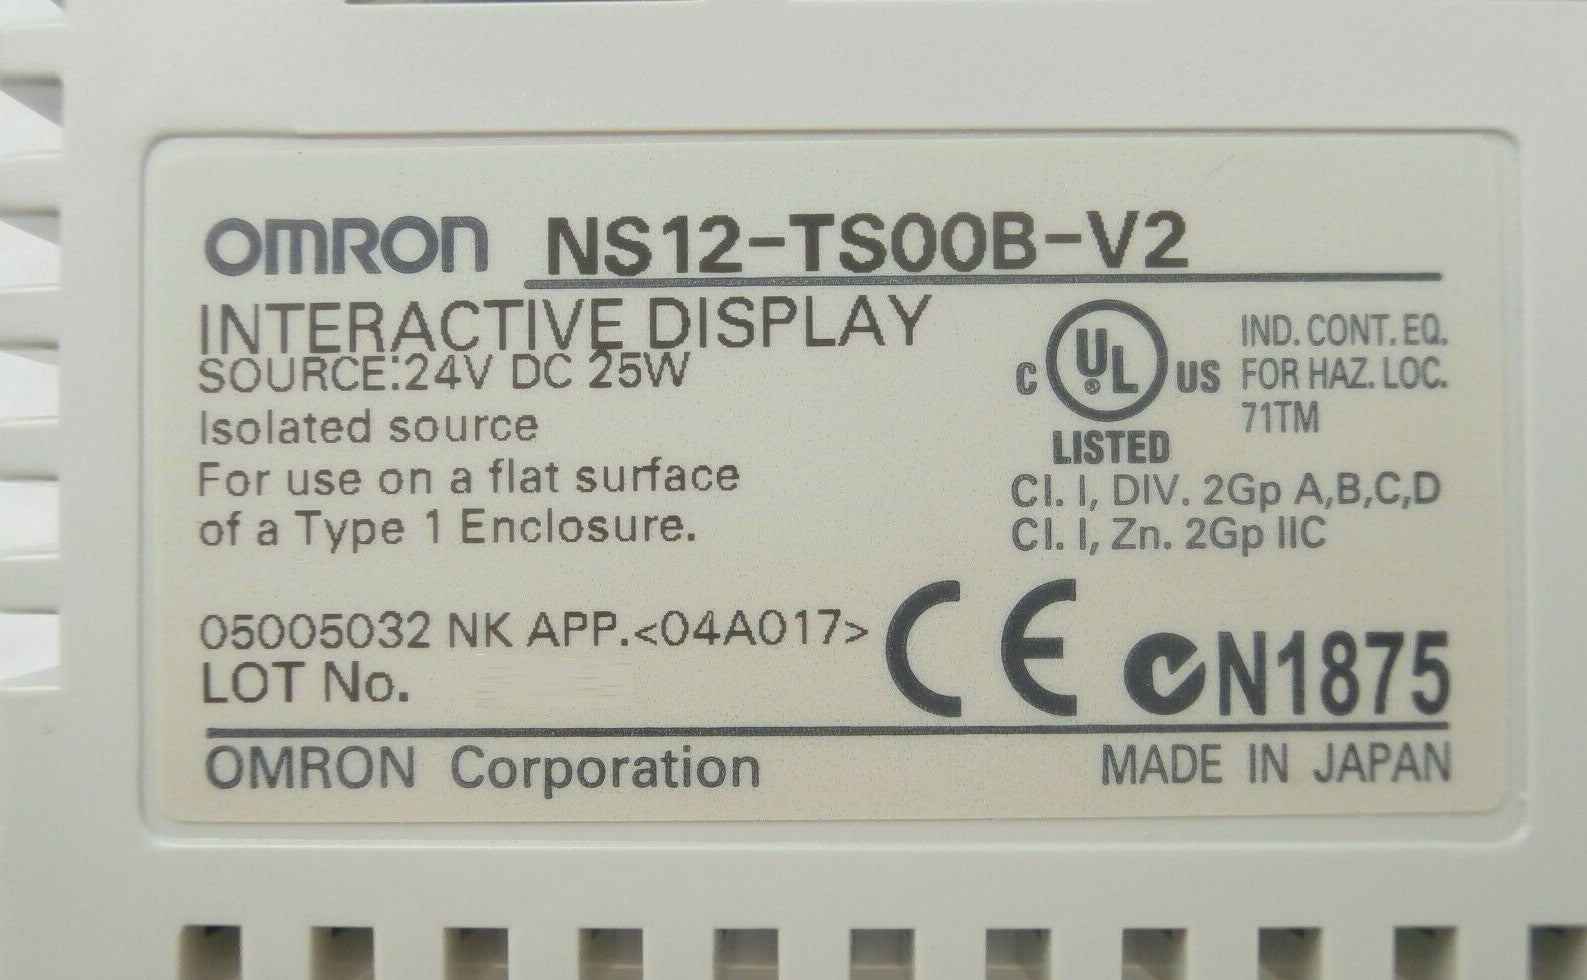 OMRON NS12-TS00B-V2
INTERACTIVE DISPLAY
SOURCE:24V DC 25W
Isolated source
For use on a flat surface
of a Type 1 Enclosure.
C UL ® US
LISTED
IND. CONT. EQ.
FOR HAZ. LOC.
71TM
Cl. I, DIV. 2Gp A,B,C,D
Cl. I, Zn. 2Gp IIC
05005032 NK APP.<04A017>
LOT No.
CE N1875
OMRON Corporation
MADE IN JAPAN